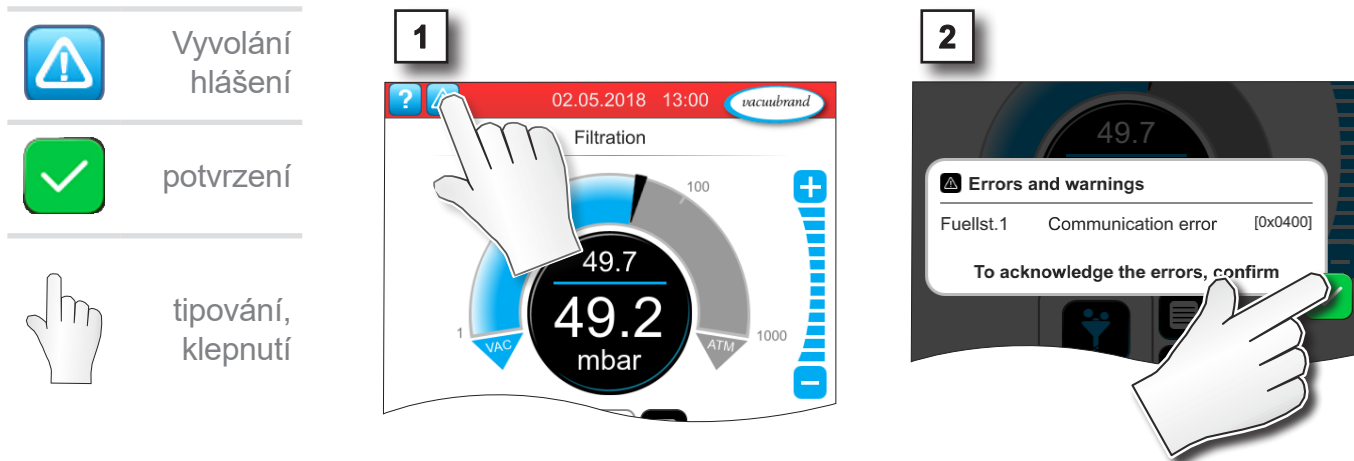 Vyvolání
hlášení
potvrzení
tipování,
klepnutí
1
?
02.05.2018 13:00
vacuubrand
Filtration
100
49.7
49.2
mbar
1
VAC
ATM
1000
2
49.7
Errors and warnings
Fuellst.1 Communication error [0x0400]
To acknowledge the errors, confirm